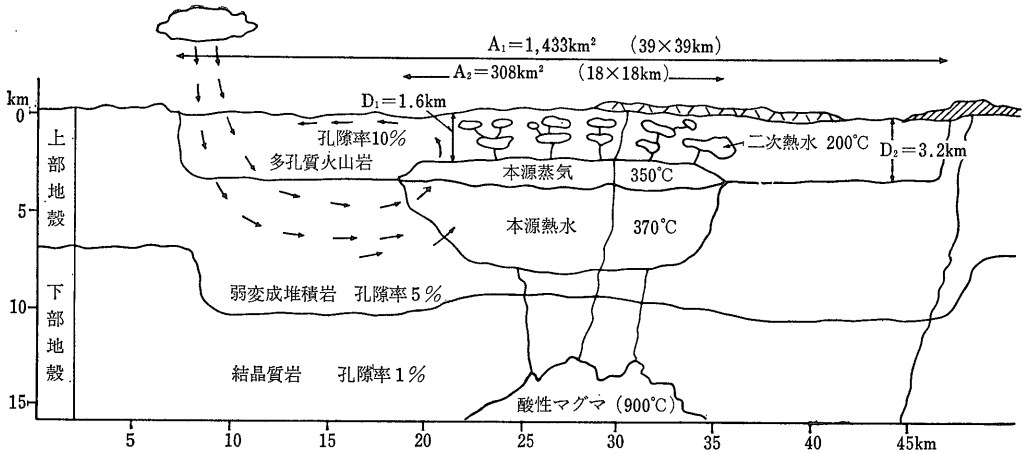 A₁=1,433km² (39×39km)
A₂=308km² (18×18km)
km
0
5
10
15
上部地殻
下部地殻
D₁=1.6km
孔隙率10%
多孔質火山岩
二次熱水 200℃
D₂=3.2km
本源蒸気 350℃
本源熱水 370℃
弱変成堆積岩 孔隙率5%
結晶質岩 孔隙率1%
酸性マグマ(900℃)
5 10 15 20 25 30 35 40 45km